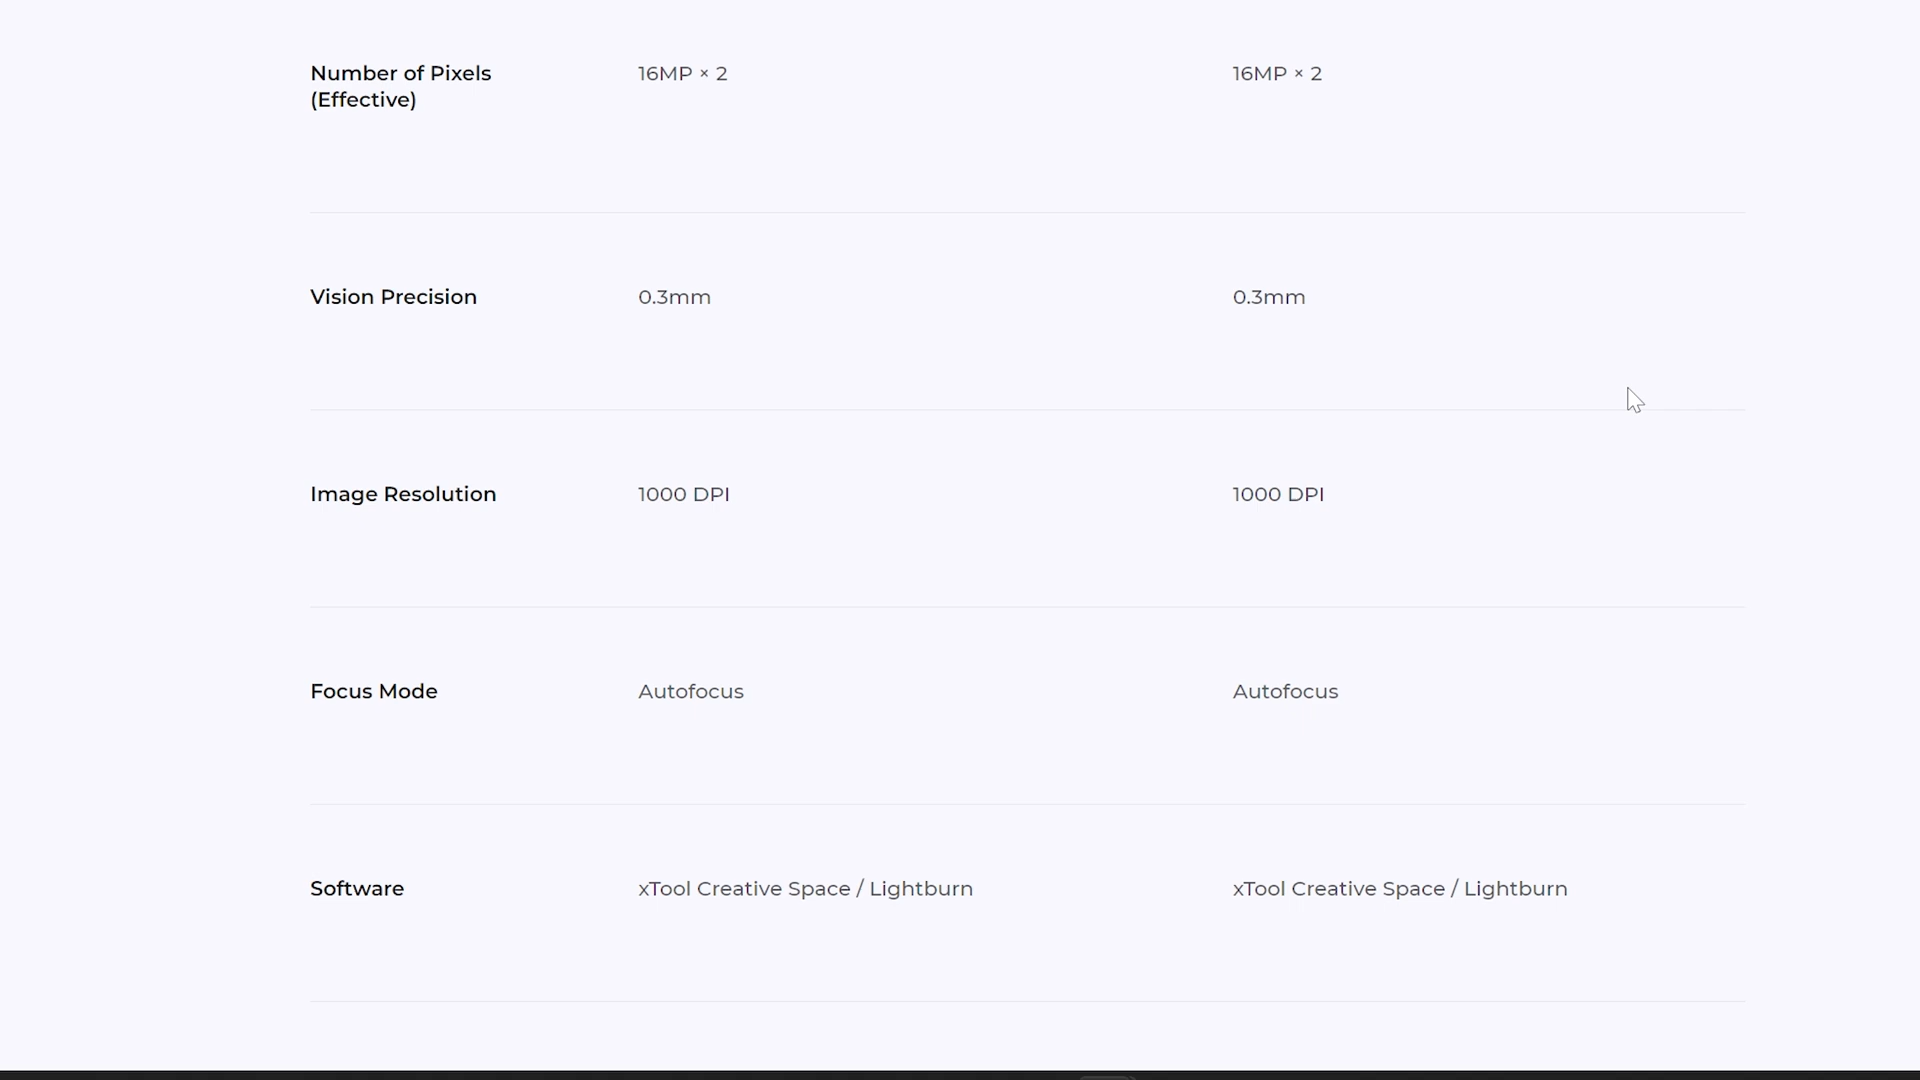 Number of Pixels 16MP × 2 16MP × 2
(Effective)
Vision Precision 0.3mm 0.3mm
Image Resolution 1000 DPI 1000 DPI
Focus Mode Autofocus Autofocus
Software xTool Creative Space / Lightburn xTool Creative Space / Lightburn